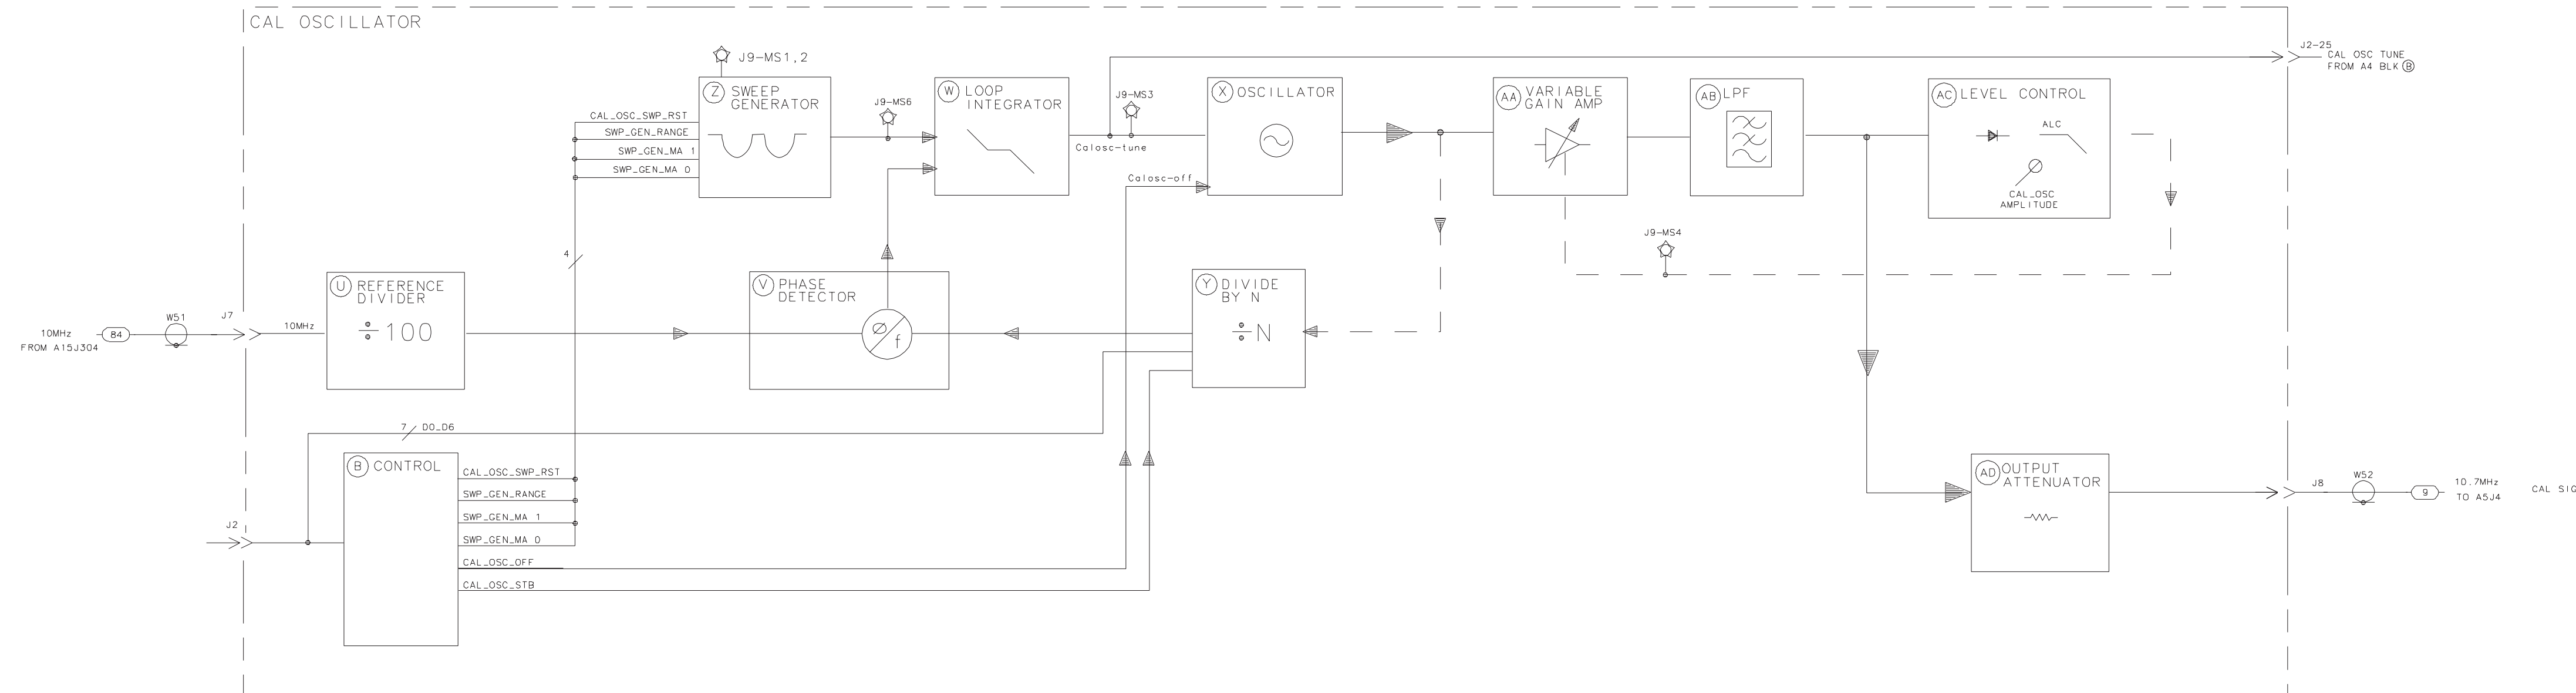 CAL OSCILLATOR
J9-MS1,2
J2-25
CAL OSC TUNE
FROM A4 BLK B
Z SWEEP
GENERATOR
CAL_OSC_SWP_RST
SWP_GEN_RANGE
SWP_GEN_MA 1
SWP_GEN_MA 0
J9-MS6
W LOOP
INTEGRATOR
J9-MS3
Calosc-tune
Calosc-off
X OSCILLATOR
AA VARIABLE
GAIN AMP
AB LPF
AC LEVEL CONTROL
ALC
CAL_OSC
AMPLITUDE
J9-MS4
4
10MHz
FROM A15J304
84
W51
J7
10MHz
U REFERENCE
DIVIDER
÷100
V PHASE
DETECTOR
Ø
f
Y DIVIDE
BY N
÷N
7 D0_D6
J2
B CONTROL
CAL_OSC_SWP_RST
SWP_GEN_RANGE
SWP_GEN_MA 1
SWP_GEN_MA 0
CAL_OSC_OFF
CAL_OSC_STB
AD OUTPUT
ATTENUATOR
J8
W52
9
10.7MHz
TO A5J4
CAL SIG